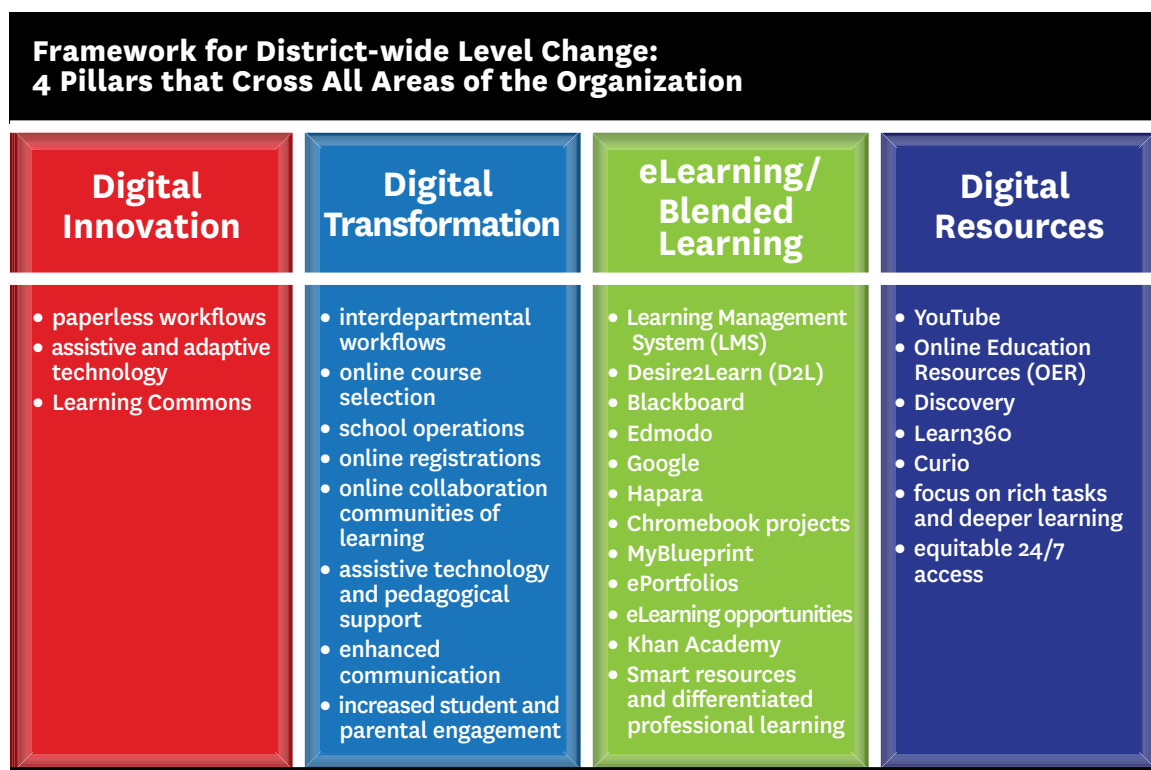 Framework for District-wide Level Change:
4 Pillars that Cross All Areas of the Organization
Digital
Innovation
• paperless workflows
• assistive and adaptive
technology
• Learning Commons
Digital
Transformation
• interdepartmental
workflows
• online course
selection
• school operations
• online registrations
• online collaboration
communities of
learning
• assistive technology
and pedagogical
support
• enhanced
communication
• increased student and
parental engagement
eLearning/
Blended
Learning
• Learning Management
System (LMS)
• Desire2Learn (D2L)
• Blackboard
• Edmodo
• Google
• Hapara
• Chromebook projects
• MyBlueprint
• ePortfolios
• eLearning opportunities
• Khan Academy
• Smart resources
and differentiated
professional learning
Digital
Resources
• YouTube
• Online Education
Resources (OER)
• Discovery
• Learn360
• Curio
• focus on rich tasks
and deeper learning
• equitable 24/7
access